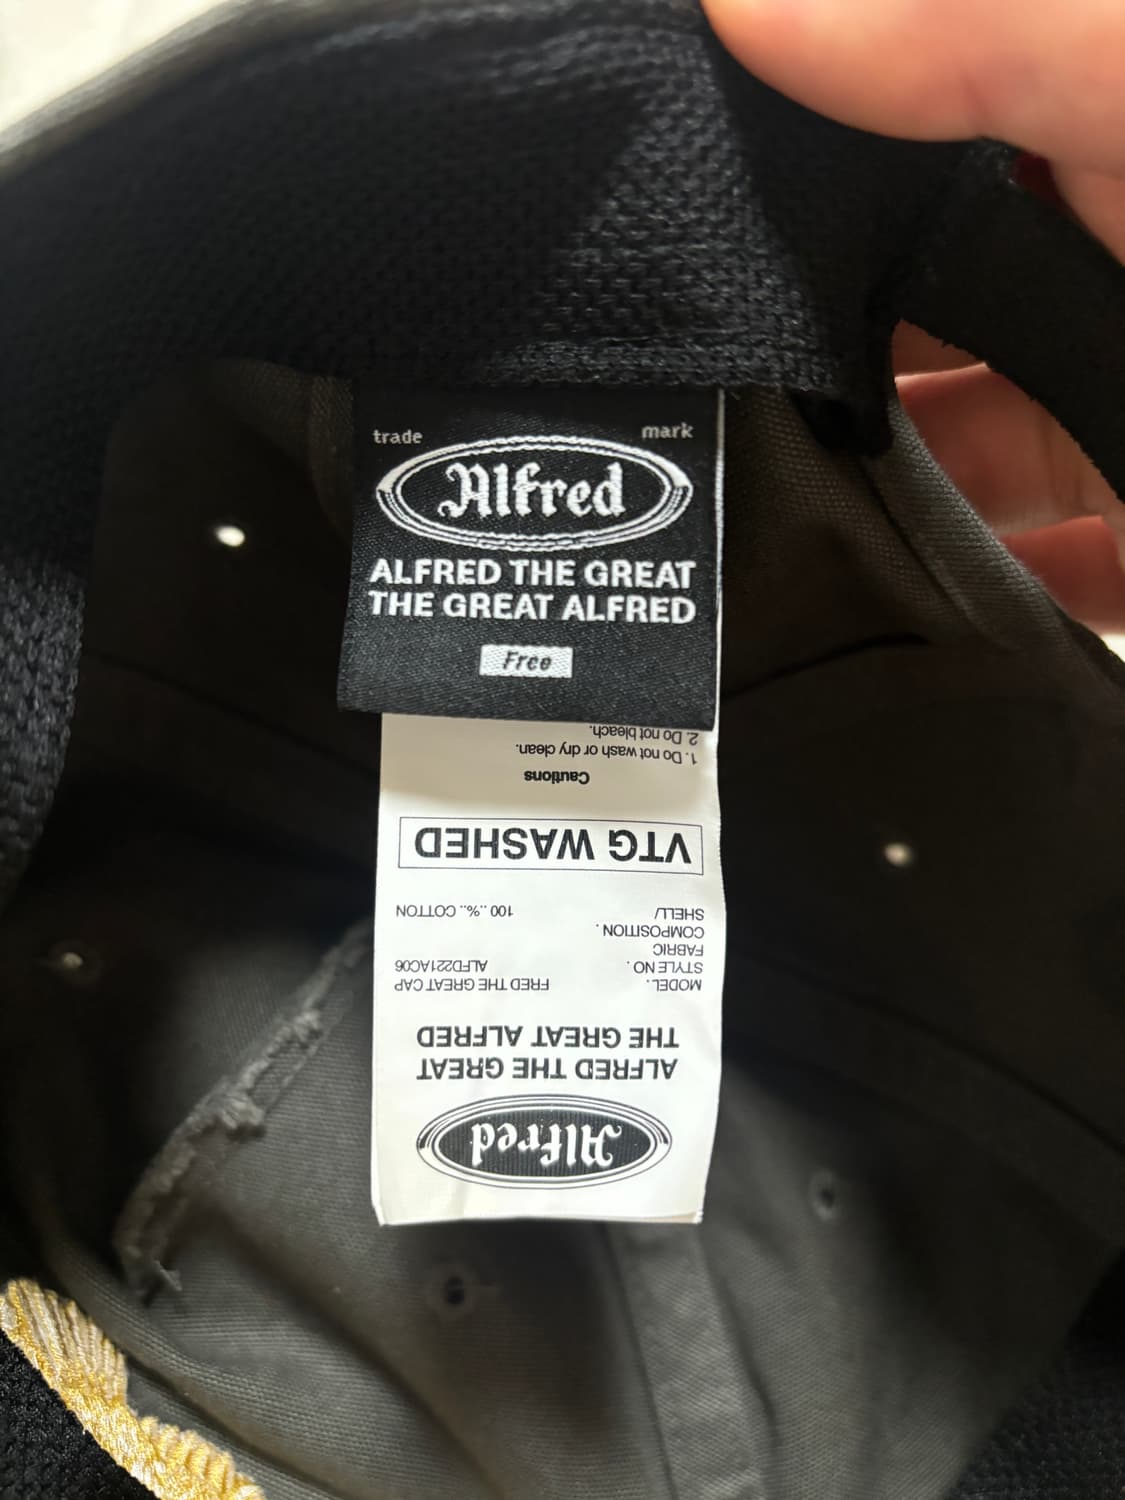 trade mark
Alfred
ALFRED THE GREAT
THE GREAT ALFRED
Free
Alfred
ALFRED THE GREAT
THE GREAT ALFRED
MODEL. FRED THE GREAT CAP
STYLE NO. ALFD221AC06
FABRIC
COMPOSITION.
SHELL/ 100 ..%.. COTTON
VTG WASHED
Cautions
1. Do not wash or dry clean.
2. Do not bleach.